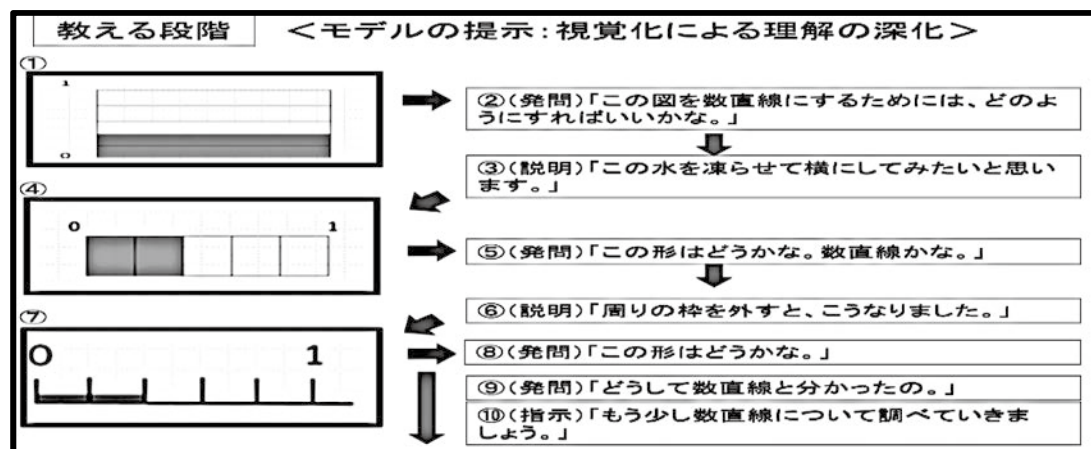 教える段階 ＜モデルの提示：視覚化による理解の深化＞
①
1
0
②(発問)「この図を数直線にするためには、どのよ
うにすればいいかな。」
③(説明)「この水を凍らせて横にしてみたいと思い
ます。」
④
0 1
⑤(発問)「この形はどうかな。数直線かな。」
⑥(説明)「周りの枠を外すと、こうなりました。」
⑦
0 1
⑧(発問)「この形はどうかな。」
⑨(発問)「どうして数直線と分かったの。」
⑩(指示)「もう少し数直線について調べていきま
しょう。」